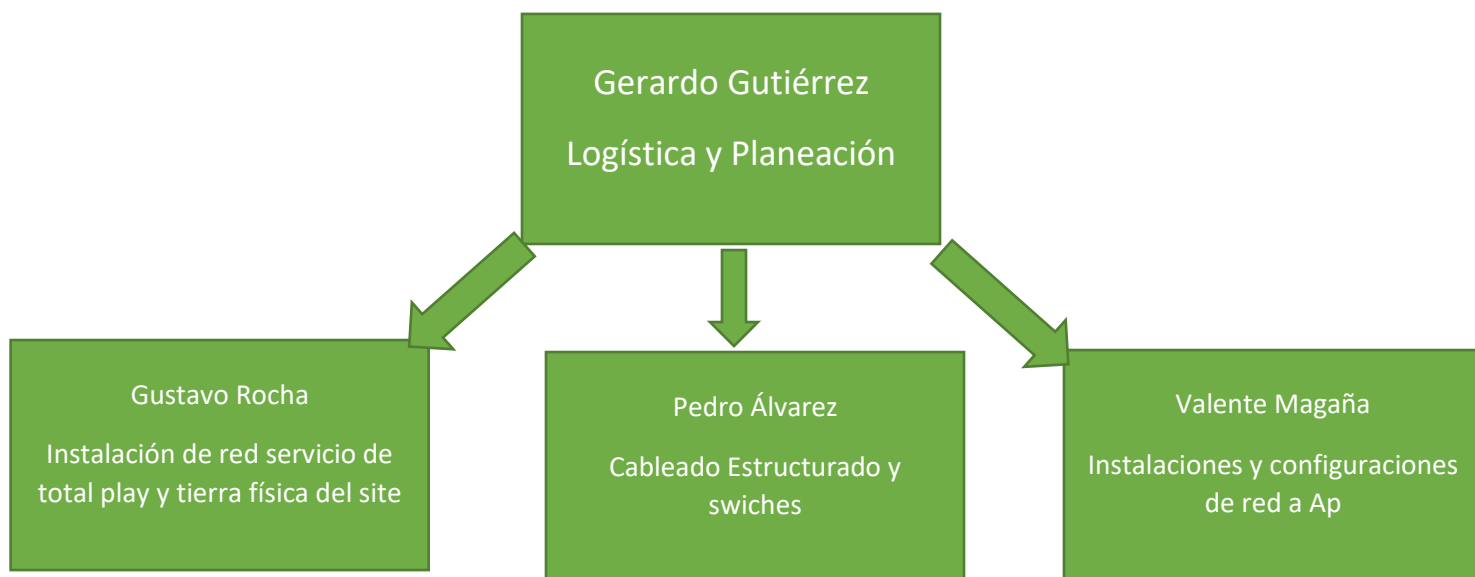 Gerardo Gutiérrez
Logística y Planeación
Gustavo Rocha
Instalación de red servicio de
total play y tierra física del site
Pedro Álvarez
Cableado Estructurado y
swiches
Valente Magaña
Instalaciones y configuraciones
de red a Ap